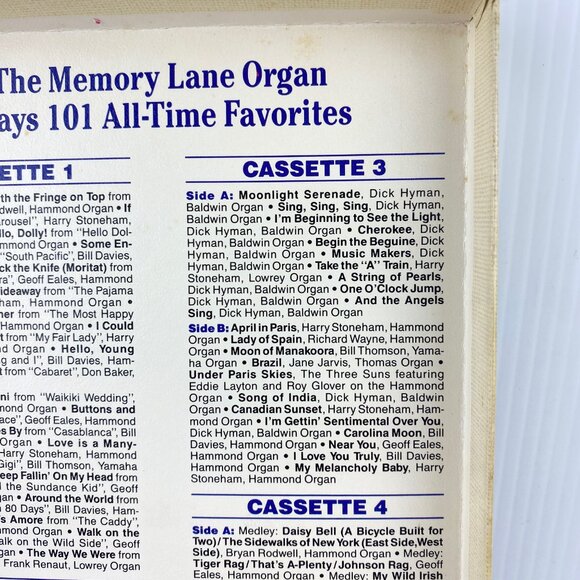 The Memory Lane Organ
ays 101 All-Time Favorites
ETTE 1
th the Fringe on Top from
dwell, Hammond Organ • If
arousel", Harry Stoneham,
llo, Dolly! from "Hello Dol-
mmond Organ • Some En-
"South Pacific", Bill Davies,
ck the Knife (Moritat) from
ra", Geoff Eales, Hammond
ideaway from "The Pajama
ham, Hammond Organ •
her from "The Most Happy
Hammond Organ • I Could
t from "My Fair Lady", Harry
nd Organ • Hello, Young
g and I", Bill Davies, Ham-
t from "Cabaret", Don Baker,
ni from "Waikiki Wedding",
d Organ • Buttons and
ace", Geoff Eales, Hammond
es By from "Casablanca", Bill
Organ • Love is a Many-
ff Eales, Hammond Organ
Gigi", Bill Thomson, Yamaha
eep Fallin' On My Head from
d the Sundance Kid", Geoff
gan • Around the World from
n 80 Days", Bill Davies, Ham-
's Amore from "The Caddy",
mmond Organ • Walk on the
alk on the Wild Side", Geoff
gan • The Way We Were from
Frank Renaut, Lowrey Organ
CASSETTE 3
Side A: Moonlight Serenade, Dick Hyman,
Baldwin Organ • Sing, Sing, Sing, Dick
Hyman, Baldwin Organ
• I'm Beginning to See the Light,
Dick Hyman, Baldwin Organ • Cherokee, Dick
Hyman, Baldwin Organ • Begin the Beguine, Dick
Hyman, Baldwin Organ • Music Makers, Dick
Hyman, Baldwin Organ • Take the "A" Train, Harry
Stoneham, Lowrey Organ • A String of Pearls,
Dick Hyman, Baldwin Organ • One O'Clock Jump,
Dick Hyman, Baldwin Organ • And the Angels
Sing, Dick Hyman, Baldwin Organ
Side B: April in Paris, Harry Stoneham, Hammond
Organ • Lady of Spain, Richard Wayne, Hammond
Organ • Moon of Manakoora, Bill Thomson, Yama-
ha Organ • Brazil, Jane Jarvis, Thomas Organ •
Under Paris Skies, The Three Suns featuring
Eddie Layton and Roy Glover on the Hammond
Organ • Song of India, Dick Hyman, Baldwin
Organ • Canadian Sunset, Harry Stoneham, Ham-
mond Organ • I'm Gettin' Sentimental Over You,
Dick Hyman, Baldwin Organ • Carolina Moon, Bill
Davies, Hammond Organ • Near You, Geoff Eales,
Hammond Organ • I Love You Truly, Bill Davies,
Hammond Organ • My Melancholy Baby, Harry
Stoneham, Hammond Organ
CASSETTE 4
Side A: Medley: Daisy Bell (A Bicycle Built for
Two)/The Sidewalks of New York (East Side,West
Side), Bryan Rodwell, Hammond Organ • Medley:
Tiger Rag/That's A-Plenty/Johnson Rag, Geoff
Eales, Hammond Organ • Medley: My Wild Irish